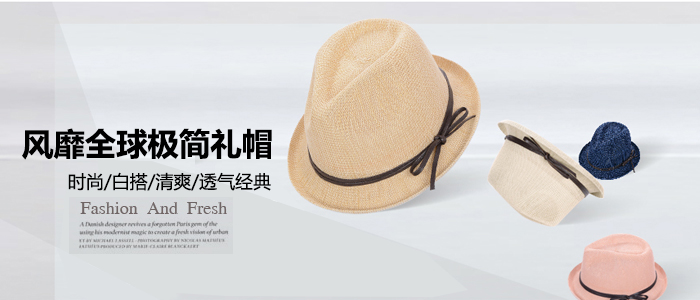 风靡全球极简礼帽
时尚/白搭/清爽/透气经典
Fashion And Fresh
A Danish designer revives a forgotten Paris gem of the
using his modernist magic to create a fresh vision of urban